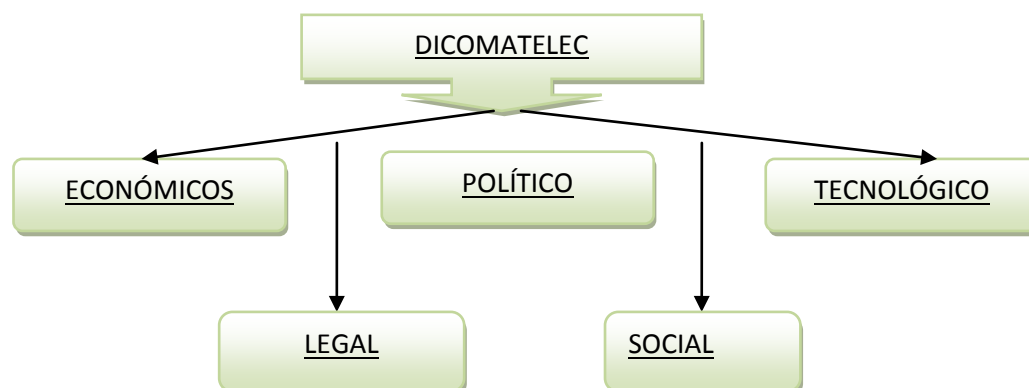 DICOMATELEC
ECONÓMICOS
POLÍTICO
TECNOLÓGICO
LEGAL
SOCIAL